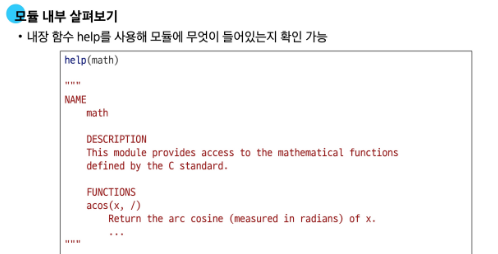 모듈 내부 살펴보기
• 내장 함수 help를 사용해 모듈에 무엇이 들어있는지 확인 가능
help(math)
"""
NAME
    math
    DESCRIPTION
    This module provides access to the mathematical functions
    defined by the C standard.
    FUNCTIONS
    acos(x, /)
        Return the arc cosine (measured in radians) of x.
        ...
"""